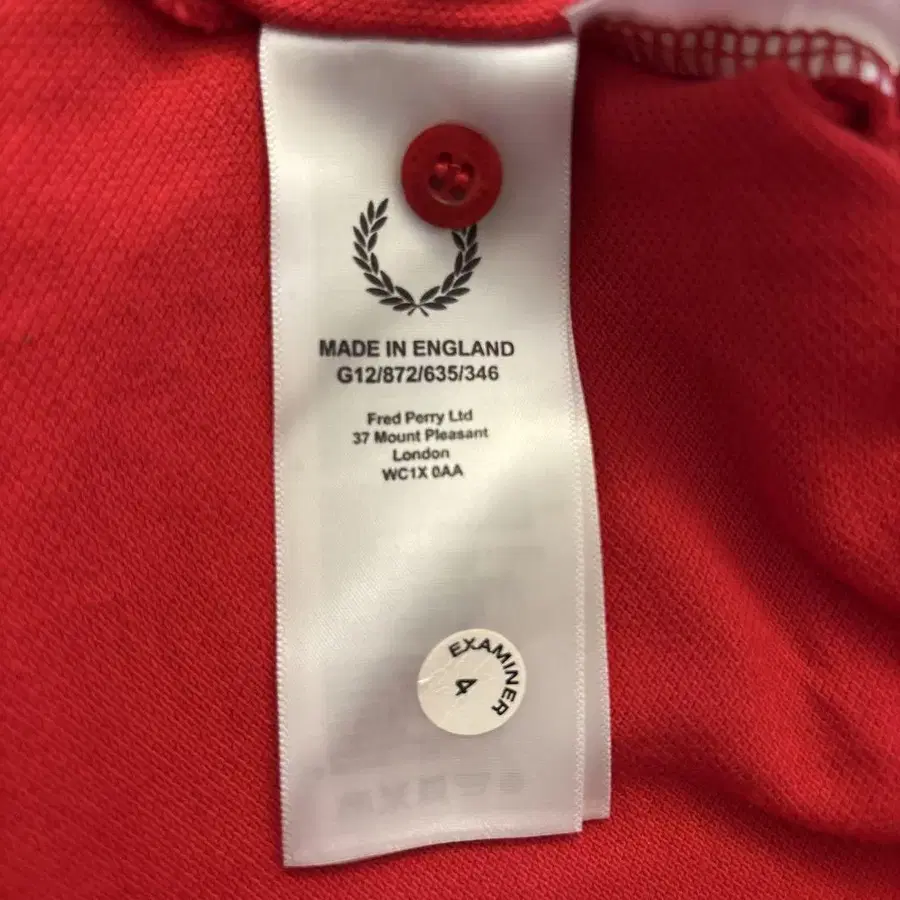 MADE IN ENGLAND
G12/872/635/346
Fred Perry Ltd
37 Mount Pleasant
London
WC1X 0AA
EXAMINER
4